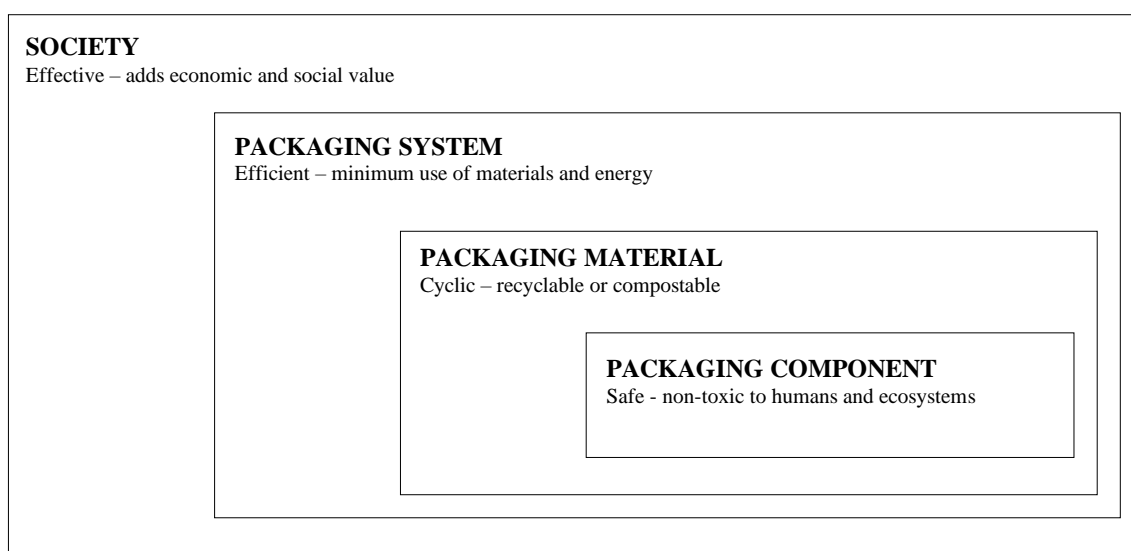 SOCIETY
Effective – adds economic and social value
PACKAGING SYSTEM
Efficient – minimum use of materials and energy
PACKAGING MATERIAL
Cyclic – recyclable or compostable
PACKAGING COMPONENT
Safe - non-toxic to humans and ecosystems